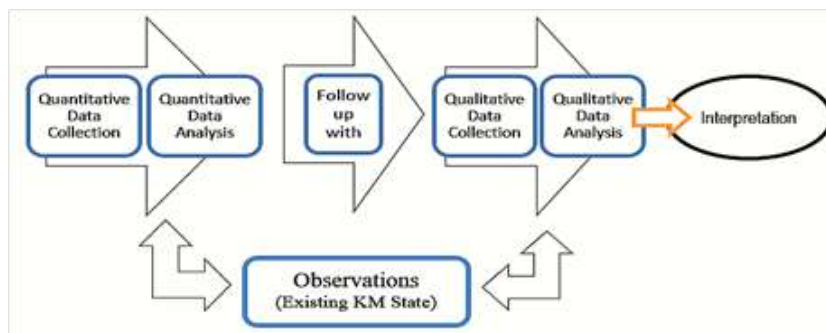 Quantitative
Data
Collection
Quantitative
Data
Analysis
Follow
up
with
Qualitative
Data
Collection
Qualitative
Data
Analysis
Interpretation
Observations
(Existing KM State)